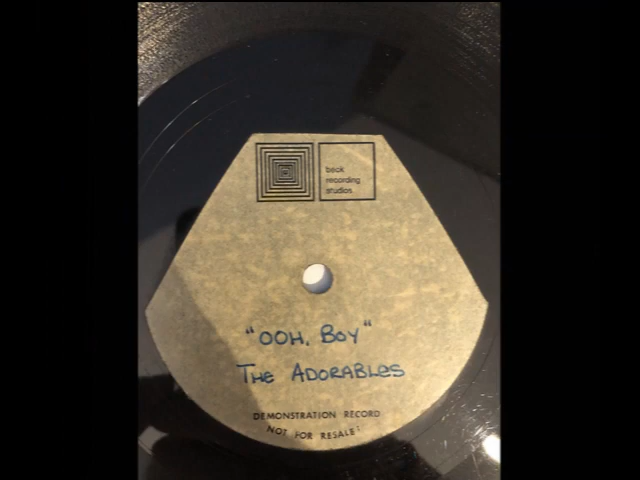 beck
recording
studios
"OOH, BOY"
THE ADORABLES
DEMONSTRATION RECORD
NOT FOR RESALE!